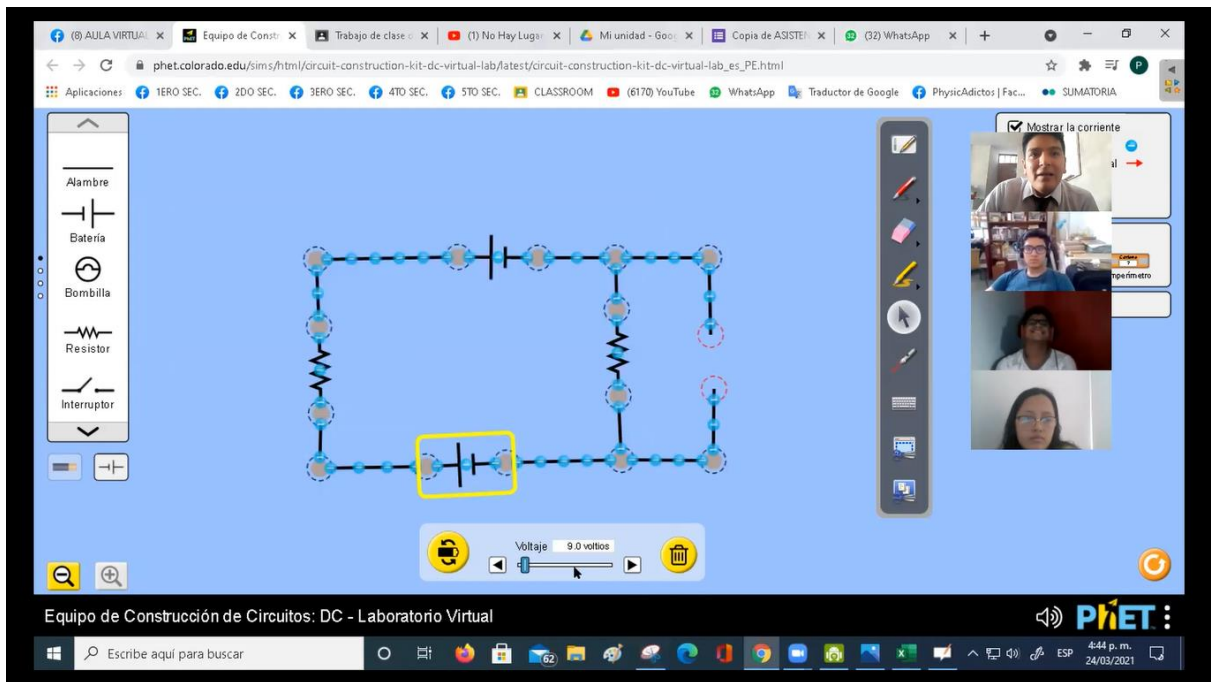 (8) AULA VIRTUAL
Equipo de Constr
Trabajo de clase
(1) No Hay Lugar
Mi unidad - Goo
Copia de ASISTEN
(32) WhatsApp
phet.colorado.edu/sims/html/circuit-construction-kit-dc-virtual-lab/latest/circuit-construction-kit-dc-virtual-lab_es_PE.html
P
Aplicaciones
1ERO SEC.
2DO SEC.
3ERO SEC.
4TO SEC.
5TO SEC.
CLASSROOM
(6170) YouTube
WhatsApp
Traductor de Google
PhysicAdictos | Fac...
SUMATORIA
Mostrar la corriente
al
Alambre
Batería
Bombilla
Resistor
Interruptor
mperímetro
Voltaje 9.0 voltios
Equipo de Construcción de Circuitos: DC - Laboratorio Virtual
PhET
Escribe aquí para buscar
62
ESP
4:44 p. m.
24/03/2021